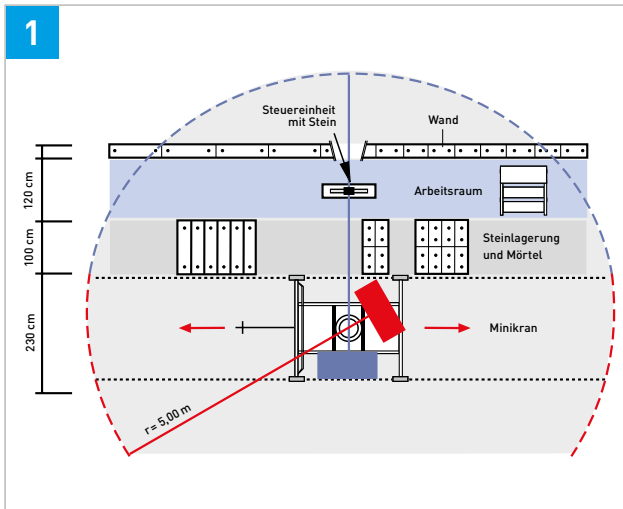 1
Steuereinheit
mit Stein
Wand
120 cm
Arbeitsraum
100 cm
Steinlagerung
und Mörtel
230 cm
Minikran
r= 5,00 m